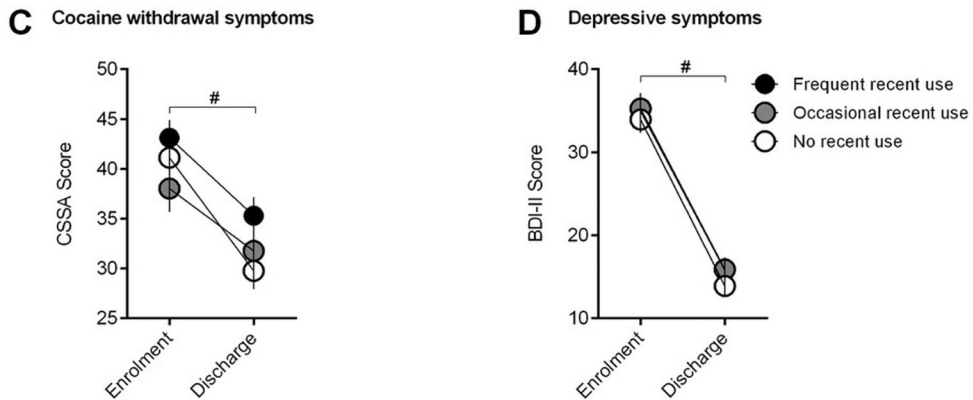 C Cocaine withdrawal symptoms
50
45
40
35
30
25
CSSA Score
#
Enrolment
Discharge
D Depressive symptoms
40
30
20
10
BDI-II Score
#
Enrolment
Discharge
Frequent recent use
Occasional recent use
No recent use